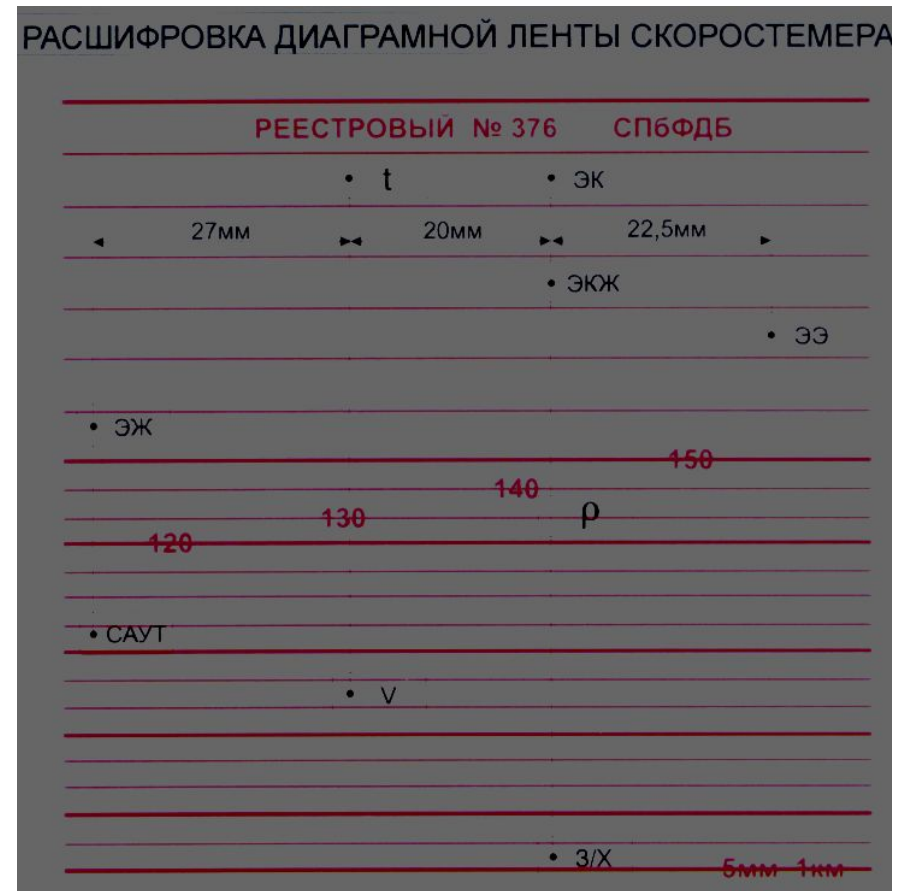 РАСШИФРОВКА ДИАГРАМНОЙ ЛЕНТЫ СКОРОСТЕМЕРА
РЕЕСТРОВЫЙ № 376 СПбФДБ
t ЭК
27мм 20мм 22,5мм
ЭКЖ
ЭЭ
ЭЖ
150
140
130 ρ
120
САУТ
V
З/Х
5мм 1км